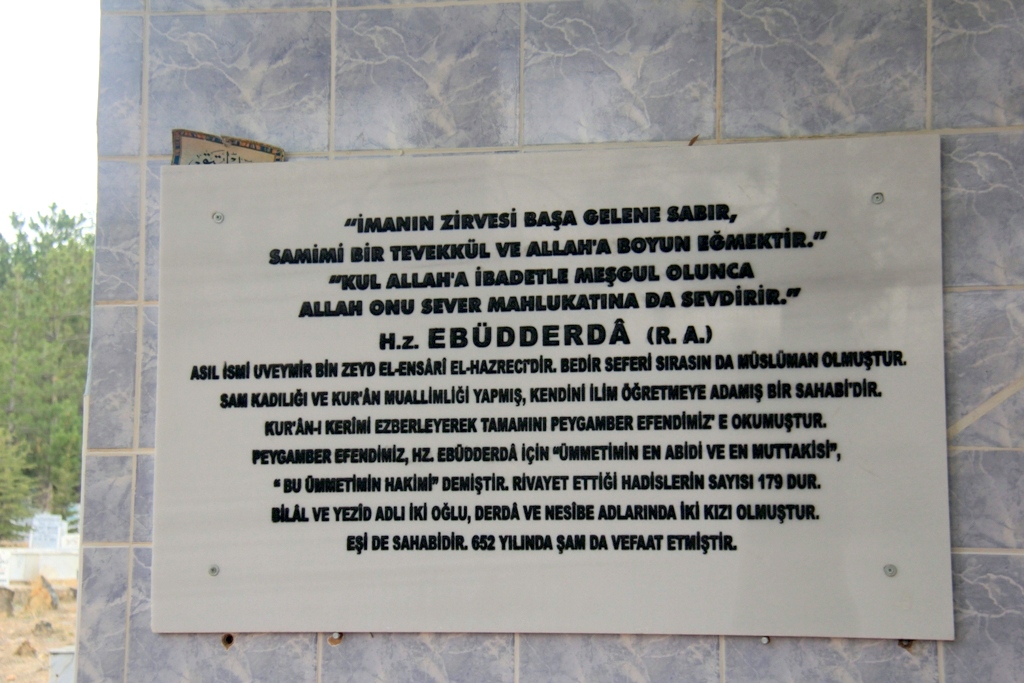 “İMANIN ZİRVESİ BAŞA GELENE SABIR,
SAMİMİ BİR TEVEKKÜL VE ALLAH'A BOYUN EĞMEKTİR.”
“KUL ALLAH'A İBADETLE MEŞGUL OLUNCA
ALLAH ONU SEVER MAHLUKATINA DA SEVDİRİR.”
H.z. EBÜDDERDÂ (R. A.)
ASIL İSMİ UVEYMİR BİN ZEYD EL-ENSÂRİ EL-HAZRECİ'DİR. BEDİR SEFERİ SIRASIN DA MÜSLÜMAN OLMUŞTUR.
SAM KADILIĞI VE KUR'ÂN MUALLİMLİĞİ YAPMIŞ, KENDİNİ İLİM ÖĞRETMEYE ADAMIŞ BİR SAHABİ'DİR.
KUR'ÂN-I KERİMİ EZBERLEYEREK TAMAMINI PEYGAMBER EFENDİMİZ' E OKUMUŞTUR.
PEYGAMBER EFENDİMİZ, HZ. EBÜDDERDÂ İÇİN “ÜMMETİMİN EN ABİDİ VE EN MUTTAKİSİ”,
“ BU ÜMMETİMİN HAKİMİ” DEMİŞTİR. RİVAYET ETTİĞİ HADİSLERİN SAYISI 179 DUR.
BİLÂL VE YEZİD ADLI İKİ OĞLU, DERDÂ VE NESİBE ADLARINDA İKİ KIZI OLMUŞTUR.
EŞİ DE SAHABİDİR. 652 YILINDA ŞAM DA VEFAAT ETMİŞTİR.